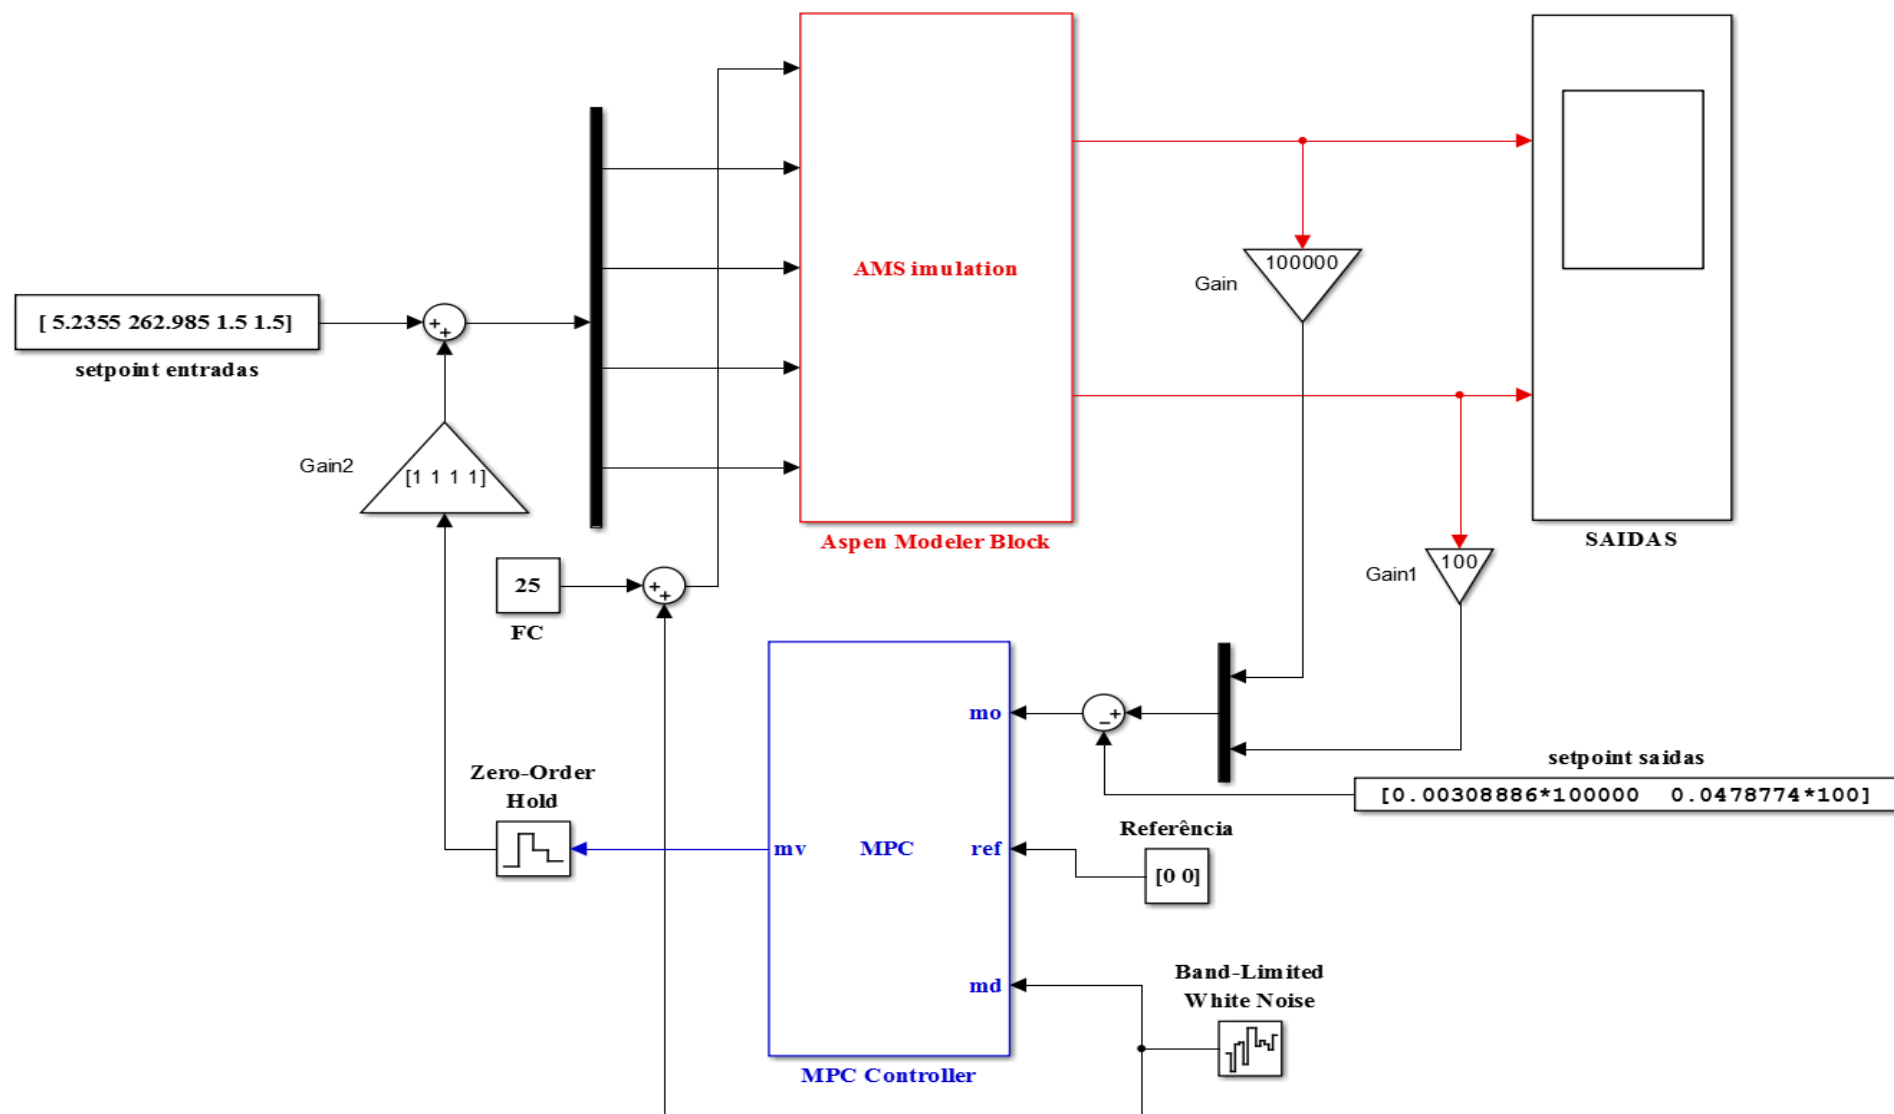 AMS imulation
Aspen Modeler Block
100000
Gain
SAIDAS
[ 5.2355 262.985 1.5 1.5]
+
+
setpoint entradas
Gain2
[1 1 1 1]
100
Gain1
25
+
+
FC
mo
−
+
setpoint saidas
[0.00308886*100000 0.0478774*100]
Zero-Order
Hold
Referência
mv
MPC
ref
[0 0]
md
Band-Limited
White Noise
MPC Controller